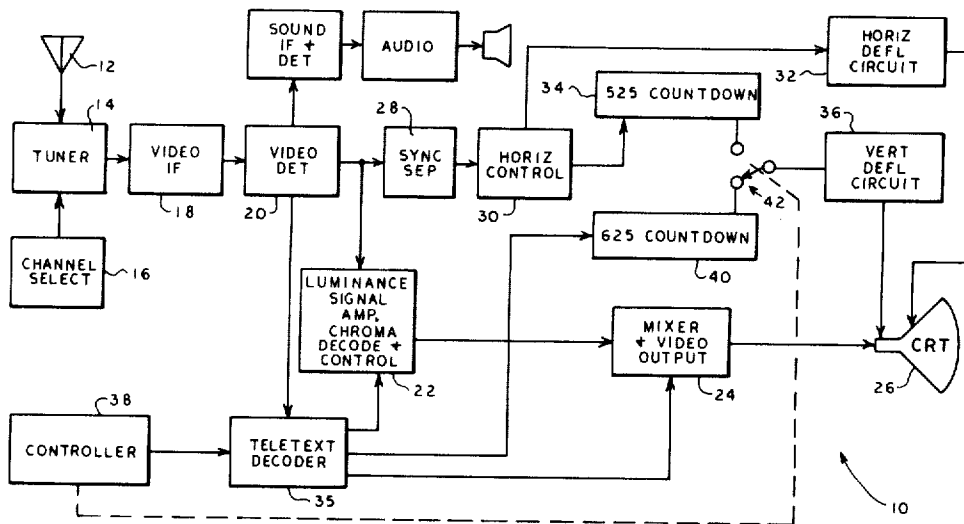 12
14
TUNER
CHANNEL
SELECT
16
VIDEO
IF
18
SOUND
IF +
DET
AUDIO
VIDEO
DET
20
28
SYNC
SEP
HORIZ
CONTROL
30
34
525 COUNTDOWN
HORIZ
DEFL
CIRCUIT
32
36
VERT
DEFL
CIRCUIT
42
625 COUNTDOWN
40
LUMINANCE
SIGNAL
AMP,
CHROMA
DECODE +
CONTROL
22
MIXER
+ VIDEO
OUTPUT
24
CRT
26
38
CONTROLLER
TELETEXT
DECODER
35
10